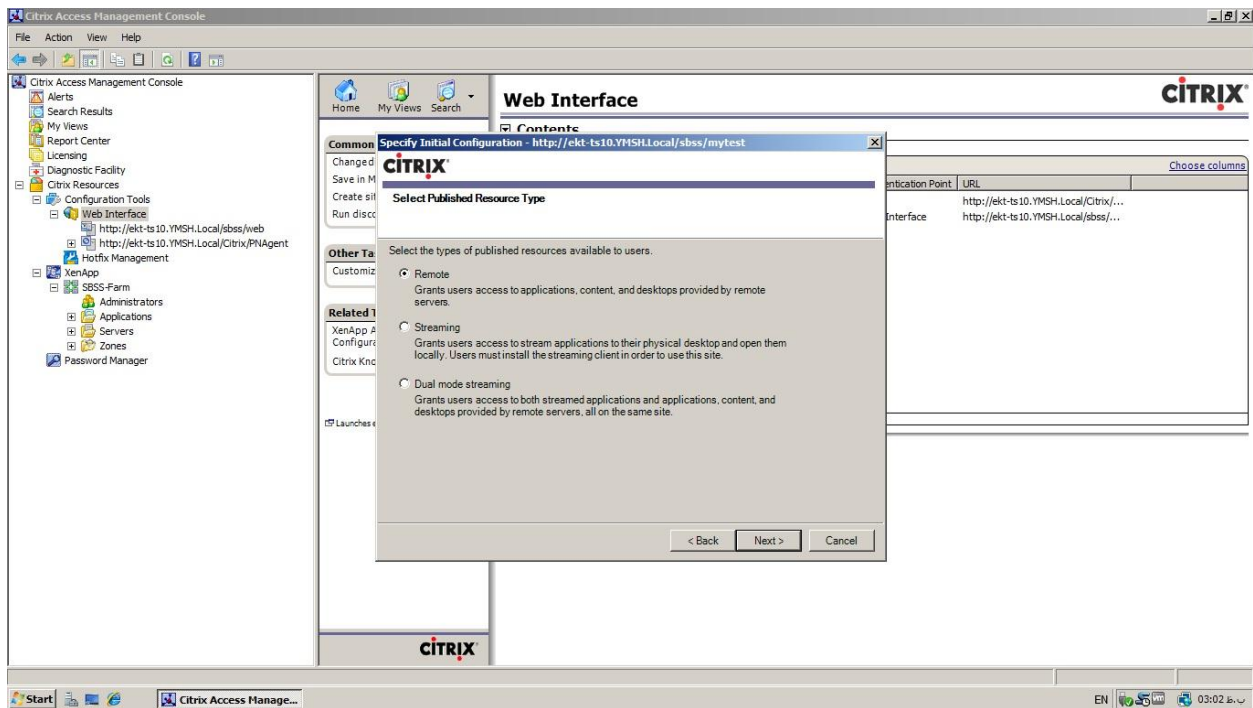 Citrix Access Management Console
File Action View Help
Citrix Access Management Console
Alerts
Search Results
My Views
Report Center
Licensing
Diagnostic Facility
Citrix Resources
Configuration Tools
Web Interface
http://ekt-ts10.YMSH.Local/sbss/web
http://ekt-ts10.YMSH.Local/Citrix/PNAgent
Hotfix Management
XenApp
SBSS-Farm
Administrators
Applications
Servers
Zones
Password Manager
Home My Views Search
Common
Changed
Save in M
Create sit
Run disco
Other Ta
Customiz
Related T
XenApp A
Configura
Citrix Kno
Launches e
CITRIX
Web Interface
CITRIX
Contents
Choose columns
entication Point URL
http://ekt-ts10.YMSH.Local/Citrix/...
Interface http://ekt-ts10.YMSH.Local/sbss/...
Specify Initial Configuration - http://ekt-ts10.YMSH.Local/sbss/mytest
CITRIX
Select Published Resource Type
Select the types of published resources available to users.
Remote
Grants users access to applications, content, and desktops provided by remote
servers.
Streaming
Grants users access to stream applications to their physical desktop and open them
locally. Users must install the streaming client in order to use this site.
Dual mode streaming
Grants users access to both streamed applications and applications, content, and
desktops provided by remote servers, all on the same site.
< Back Next > Cancel
Start Citrix Access Manage... EN 03:02 ب.ظ